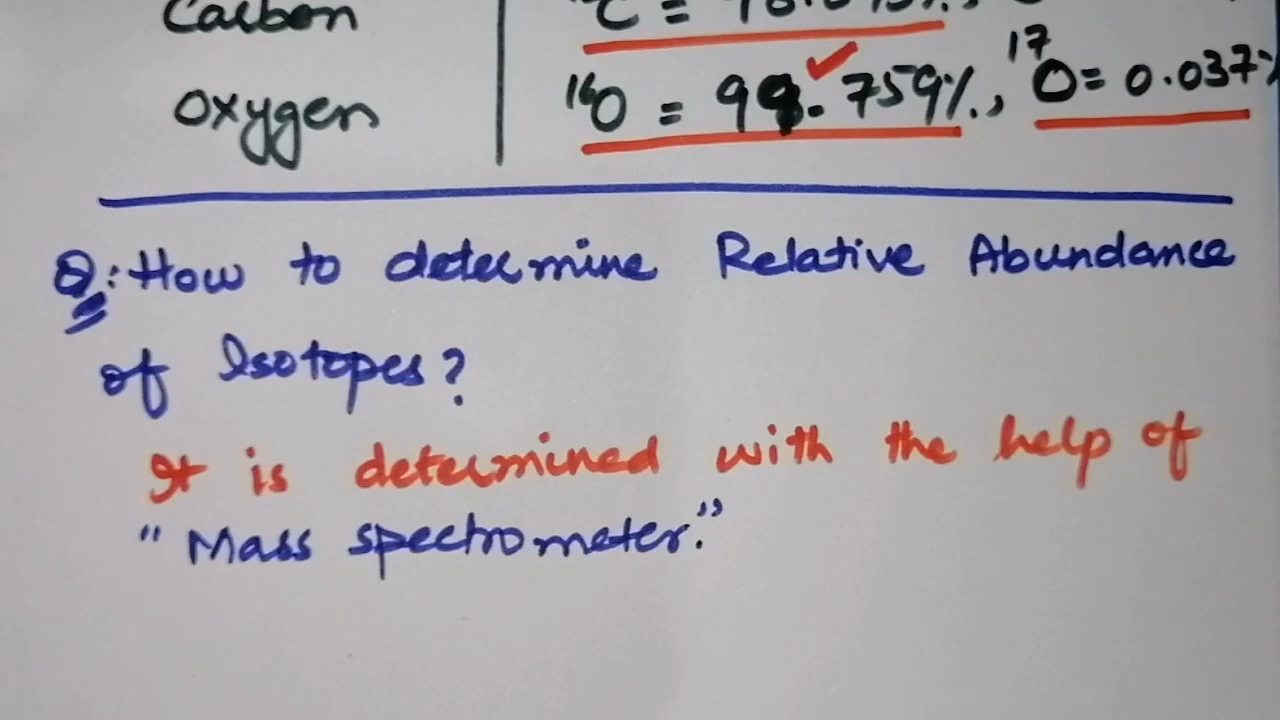 Carbon
Oxygen ¹⁶O = 99.759%, ¹⁷O = 0.037%
Q: How to determine Relative Abundance
of Isotopes?
It is determined with the help of
"Mass spectrometer."